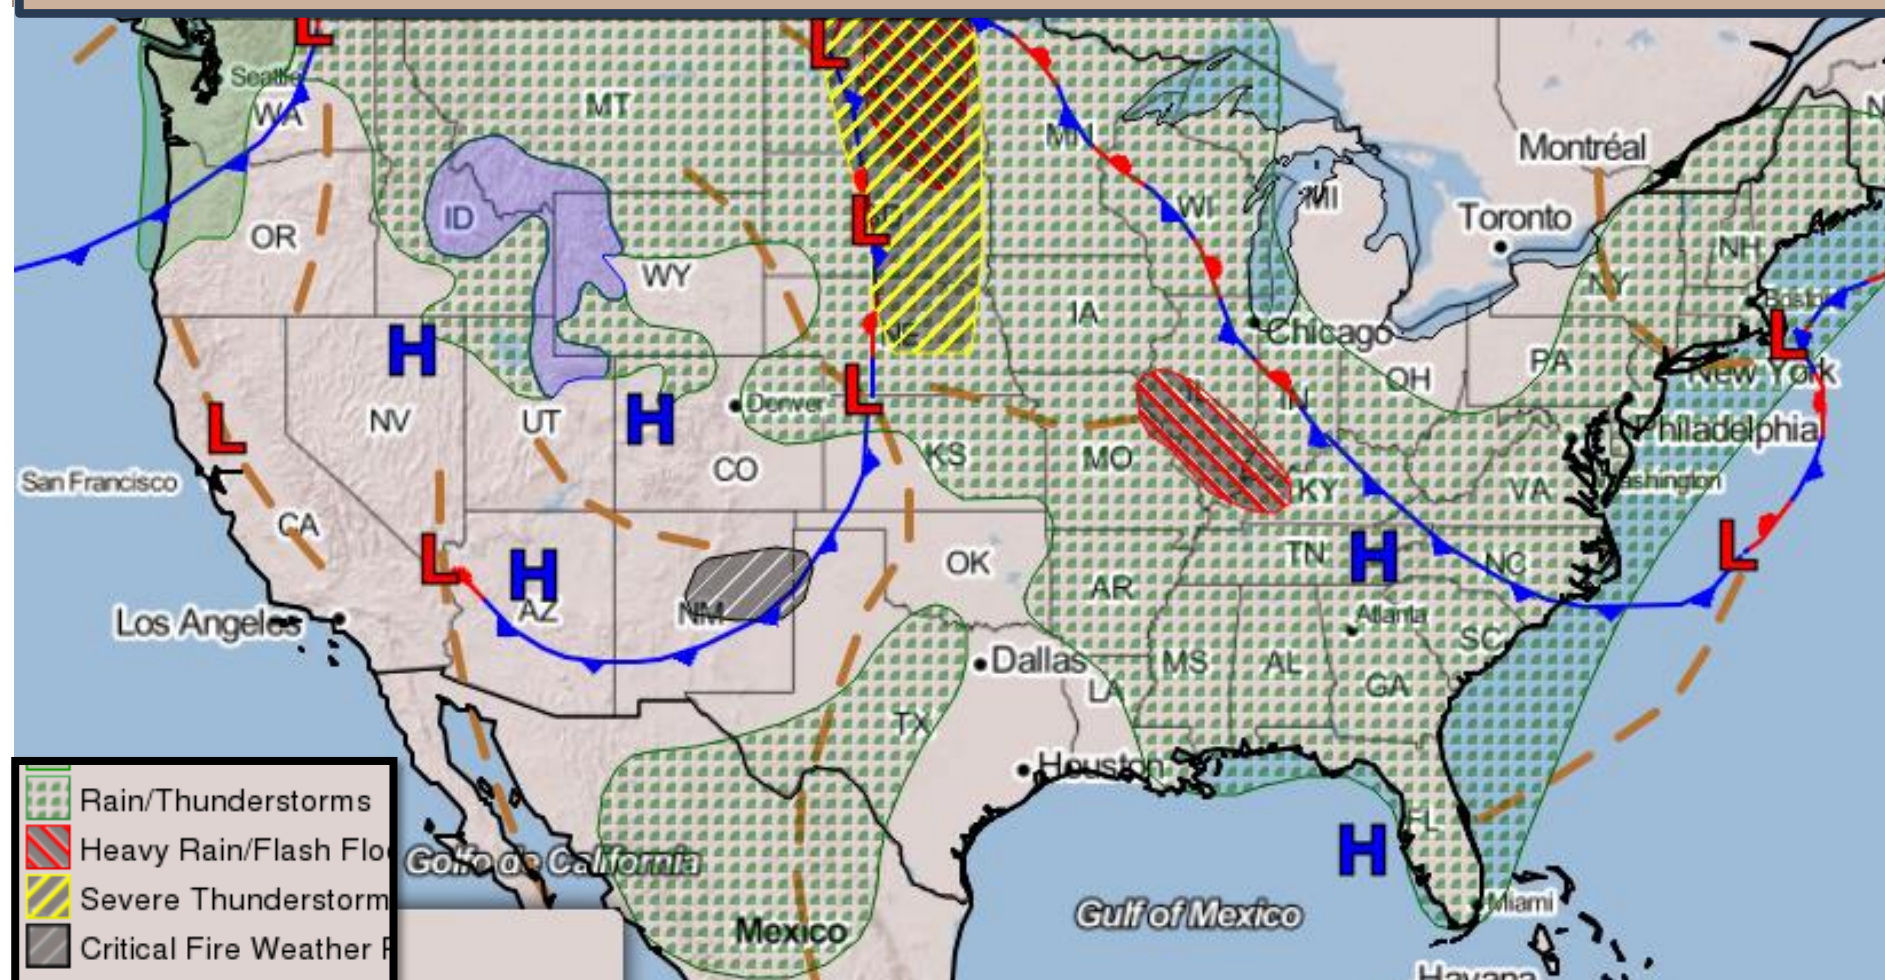 L
L
Seattle
WA
MT
MN
N
Montréal
ID
WI
MI
Toronto
OR
L
NH
WY
NY
Boston
IA
NE
H
Chicago
L
PA
New York
OH
L
Denver
IL
IN
NV
UT
H
L
Philadelphia
KS
MO
CO
San Francisco
KY
VA
Washington
CA
L
H
OK
TN
H
NC
L
AR
AZ
NM
Los Angeles
Atlanta
SC
Dallas
MS
AL
GA
LA
TX
Houston
Rain/Thunderstorms
FL
Heavy Rain/Flash Floo
Golfo de California
H
Severe Thunderstorm
Miami
Gulf of Mexico
Mexico
Critical Fire Weather P
Havana